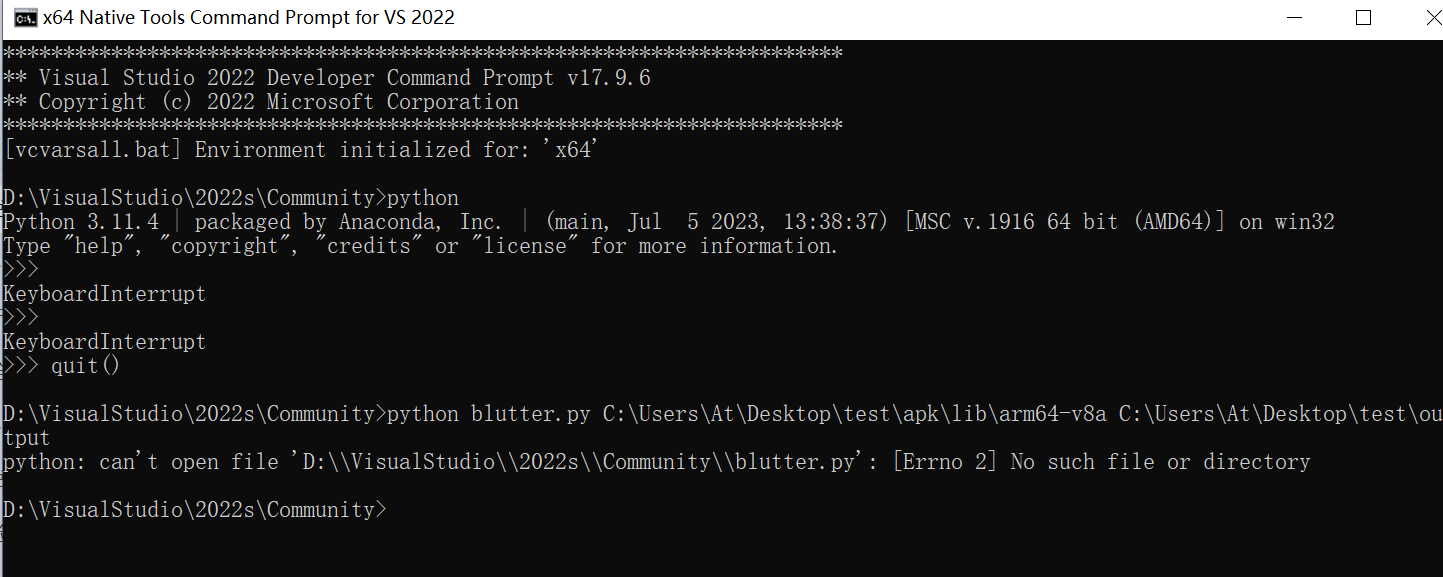 x64 Native Tools Command Prompt for VS 2022
**********************************************************************
** Visual Studio 2022 Developer Command Prompt v17.9.6
** Copyright (c) 2022 Microsoft Corporation
**********************************************************************
[vcvarsall.bat] Environment initialized for: 'x64'
D:\VisualStudio\2022s\Community>python
Python 3.11.4 | packaged by Anaconda, Inc. | (main, Jul  5 2023, 13:38:37) [MSC v.1916 64 bit (AMD64)] on win32
Type "help", "copyright", "credits" or "license" for more information.
>>>
KeyboardInterrupt
>>>
KeyboardInterrupt
>>> quit()
D:\VisualStudio\2022s\Community>python blutter.py C:\Users\At\Desktop\test\apk\lib\arm64-v8a C:\Users\At\Desktop\test\ou
tput
python: can't open file 'D:\\VisualStudio\\2022s\\Community\\blutter.py': [Errno 2] No such file or directory
D:\VisualStudio\2022s\Community>